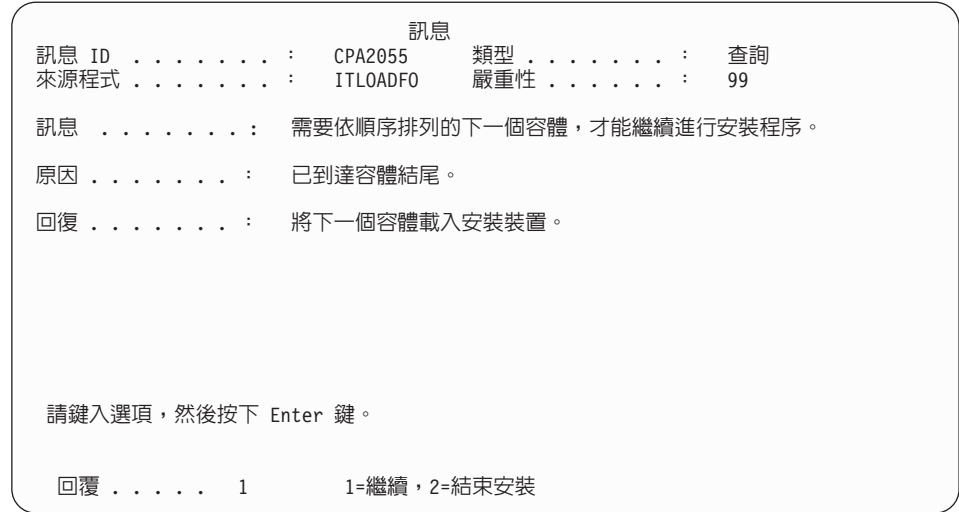 訊息
訊息 ID . . . . . . . : CPA2055 類型 . . . . . . . : 查詢
來源程式 . . . . . . . : ITLOADFO 嚴重性 . . . . . . : 99
訊息 . . . . . . . : 需要依順序排列的下一個容體，才能繼續進行安裝程序。
原因 . . . . . . . : 已到達容體結尾。
回復 . . . . . . . : 將下一個容體載入安裝裝置。
請鍵入選項，然後按下 Enter 鍵。
回覆 . . . . . 1 1=繼續，2=結束安裝